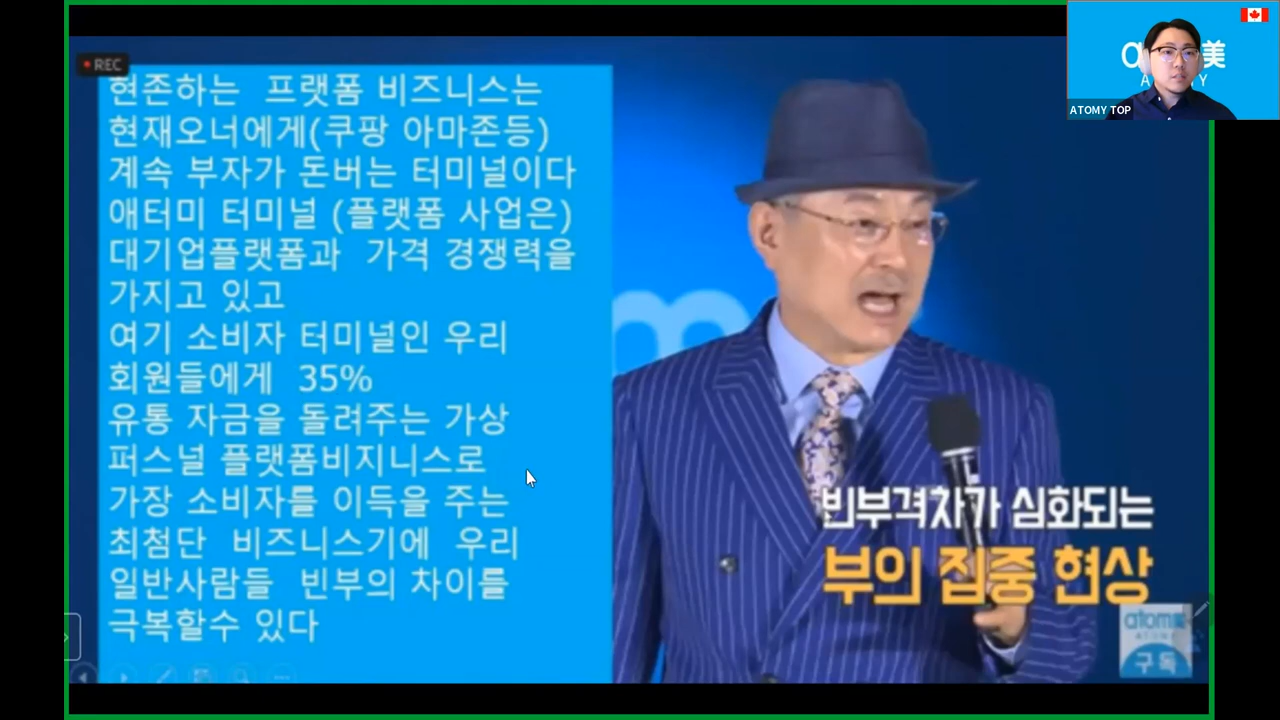 REC
현존하는 프랫폼 비즈니스는
현재오너에게(쿠팡 아마존등)
계속 부자가 돈버는 터미널이다
애터미 터미널 (플랫폼 사업은)
대기업플랫폼과 가격 경쟁력을
가지고 있고
여기 소비자 터미널인 우리
회원들에게 35%
유통 자금을 돌려주는 가상
퍼스널 플랫폼비지니스로
가장 소비자를 이득을 주는
최첨단 비즈니스기에 우리
일반사람들 빈부의 차이를
극복할수 있다
빈부격차가 심화되는
부의 집중 현상
atom美
ATOMY
구독
ATOMY TOP